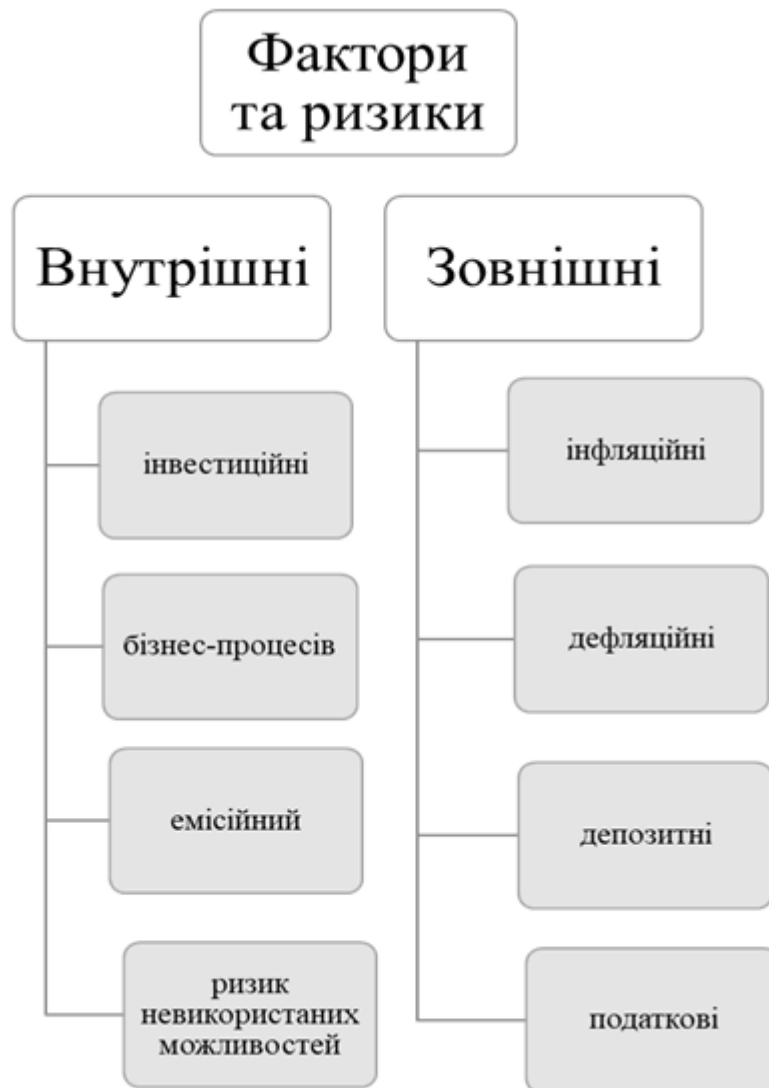 Фактори
та ризики
Внутрішні
інвестиційні
бізнес-процесів
емісійний
ризик
невикористаних
можливостей
Зовнішні
інфляційні
дефляційні
депозитні
податкові